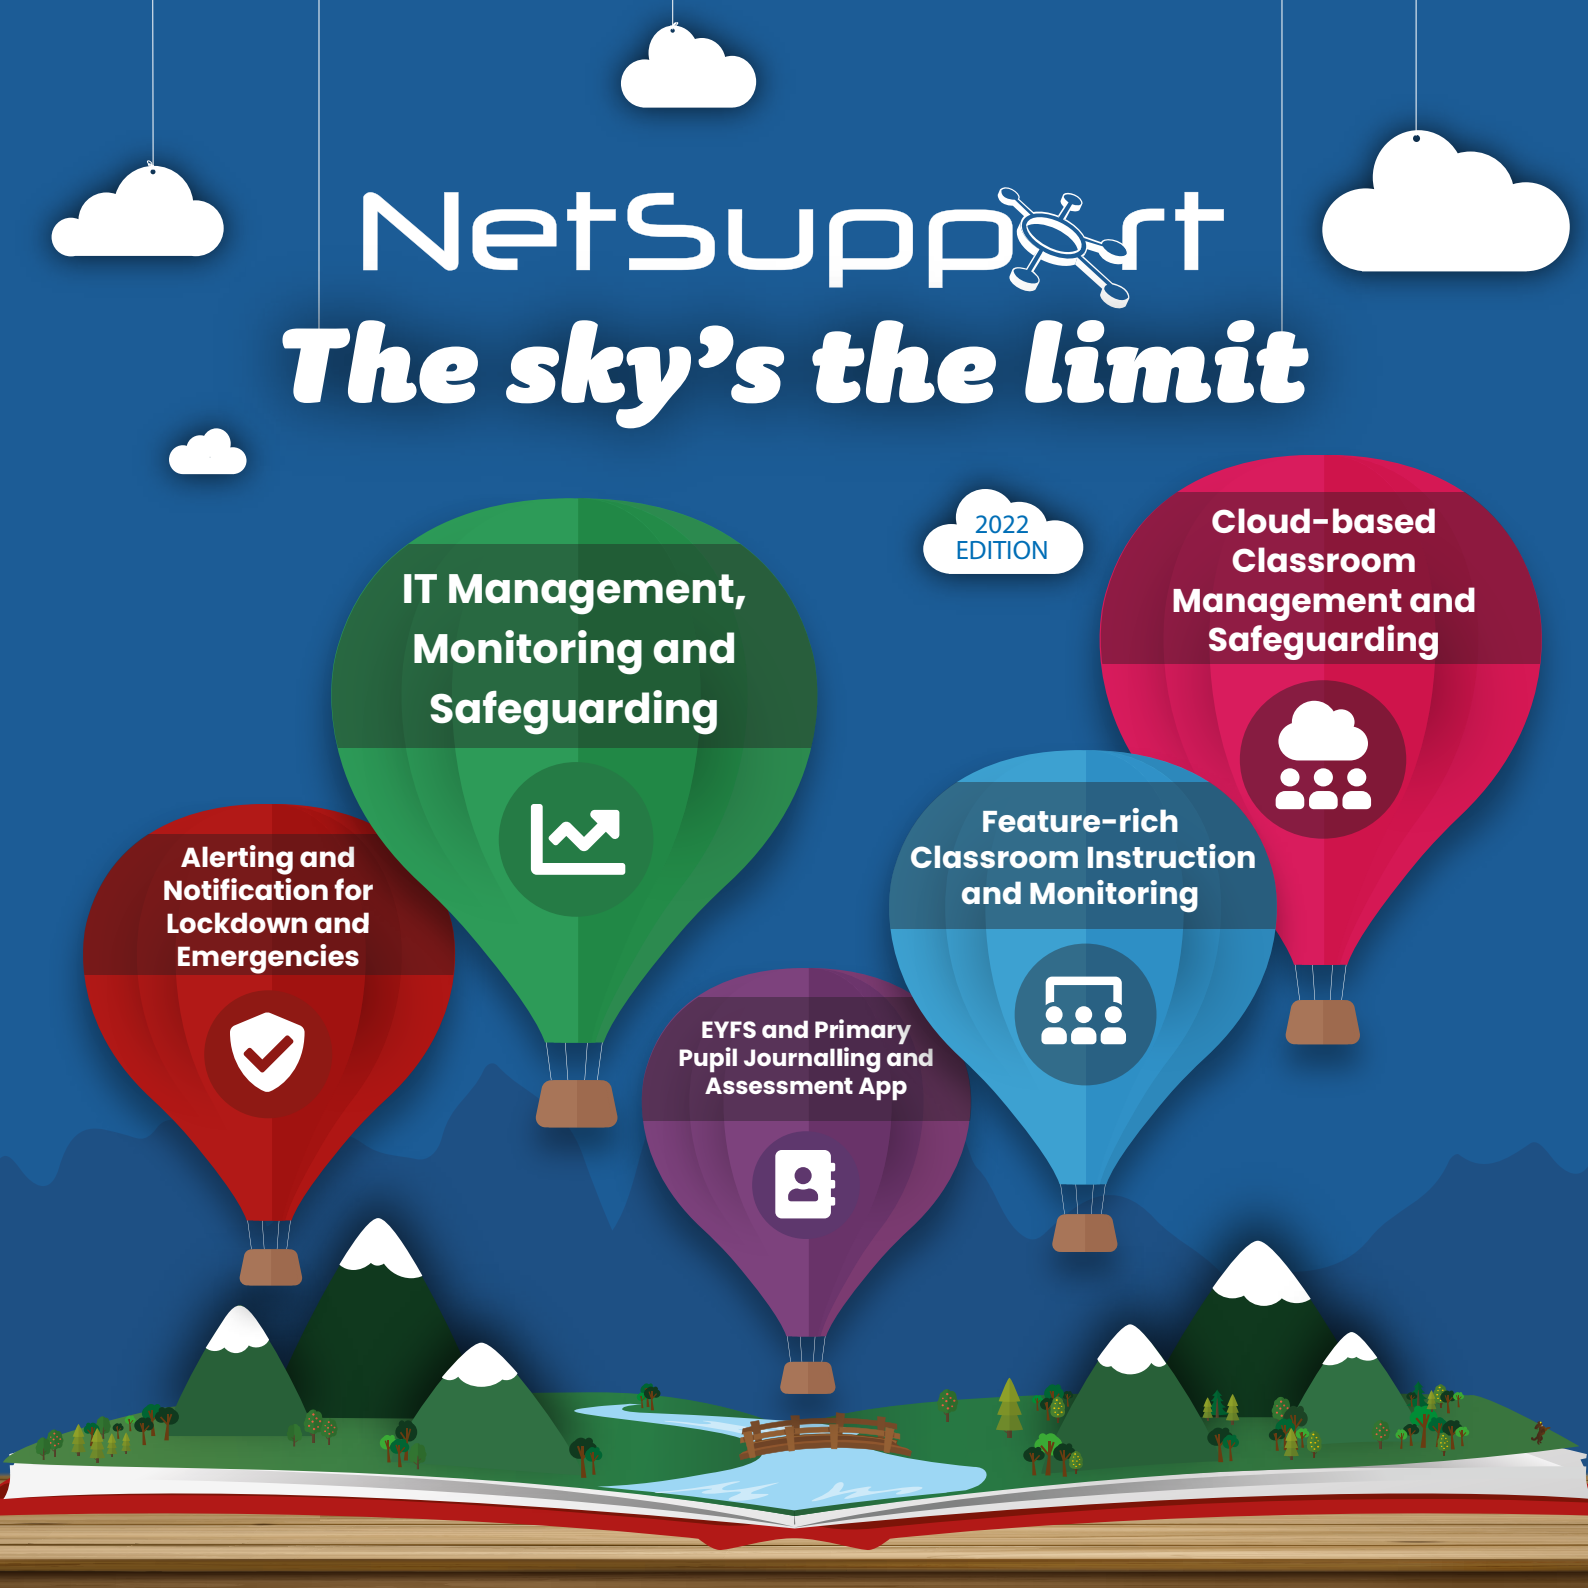 NetSupport
The sky's the limit
2022
EDITION
Cloud-based
Classroom
Management and
Safeguarding
IT Management,
Monitoring and
Safeguarding
Feature-rich
Classroom Instruction
and Monitoring
Alerting and
Notification for
Lockdown and
Emergencies
EYFS and Primary
Pupil Journalling and
Assessment App